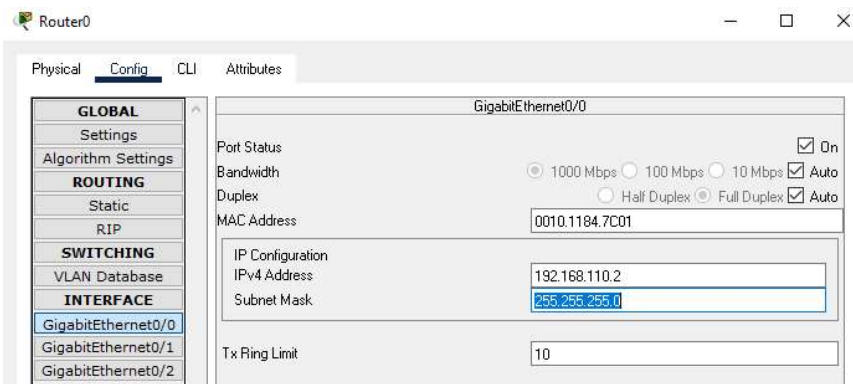 Router0
Physical Config CLI Attributes
GLOBAL
Settings
Algorithm Settings
ROUTING
Static
RIP
SWITCHING
VLAN Database
INTERFACE
GigabitEthernet0/0
GigabitEthernet0/1
GigabitEthernet0/2
GigabitEthernet0/0
Port Status On
Bandwidth 1000 Mbps 100 Mbps 10 Mbps Auto
Duplex Half Duplex Full Duplex Auto
MAC Address 0010.1184.7C01
IP Configuration
IPv4 Address 192.168.110.2
Subnet Mask 255.255.255.0
Tx Ring Limit 10